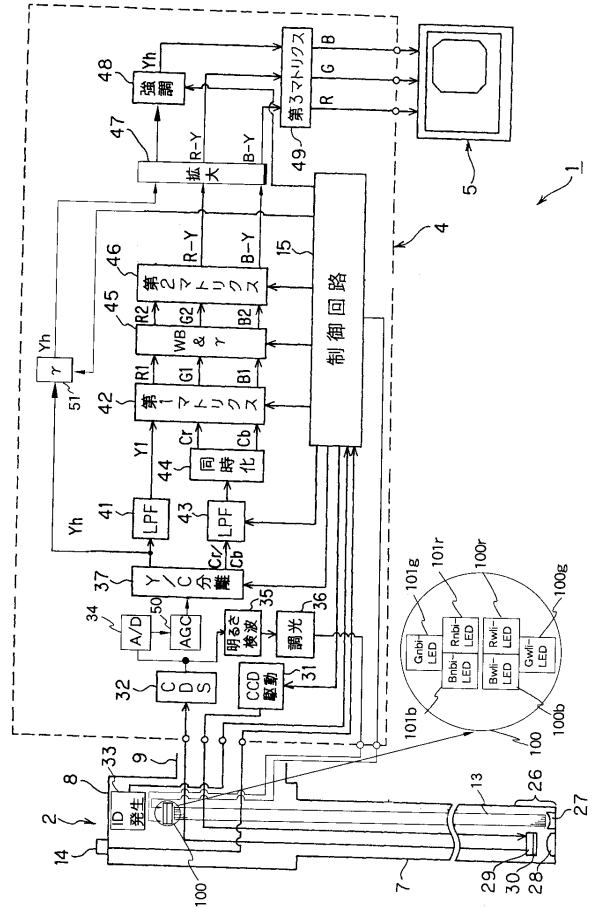 2
14
8
33
ID
発生
9
100
7
13
26
27
28
29
30
32
CDS
34
A/D
50
AGC
35
明るさ
検波
36
調光
31
CCD
駆動
37
Y/C分離
Yh
Cr/
Cb
41
LPF
43
LPF
Y1
44
同時化
Cr
Cb
42
第1マトリクス
R1
G1
B1
45
WB
&
γ
R2
G2
B2
46
第2マトリクス
R-Y
B-Y
51
γ
Yh
47
拡大
R-Y
B-Y
48
強調
Yh
49
第3マトリクス
R
G
B
5
15
制御回路
4
1
101g
Gnbi-
LED
101r
Rnbi-
LED
101b
Bnbi-
LED
100r
Rwli-
LED
100b
Bwli-
LED
100g
Gwli-
LED
100